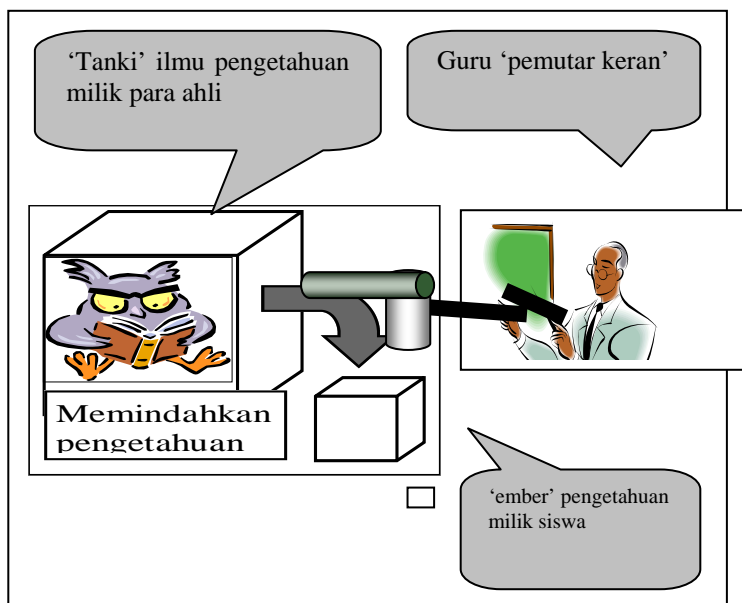 ‘Tanki’ ilmu pengetahuan
milik para ahli
Guru ‘pemutar keran’
Memindahkan
pengetahuan
‘ember’ pengetahuan
milik siswa